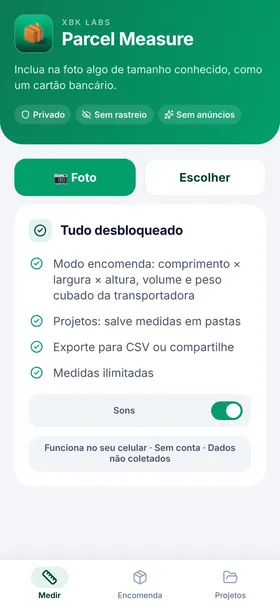 XBK LABS
Parcel Measure
Inclua na foto algo de tamanho conhecido, como
um cartão bancário.
Privado
Sem rastreio
Sem anúncios
📷 Foto
Escolher
Tudo desbloqueado
Modo encomenda: comprimento ×
largura × altura, volume e peso
cubado da transportadora
Projetos: salve medidas em pastas
Exporte para CSV ou compartilhe
Medidas ilimitadas
Sons
Funciona no seu celular · Sem conta · Dados
não coletados
Medir
Encomenda
Projetos